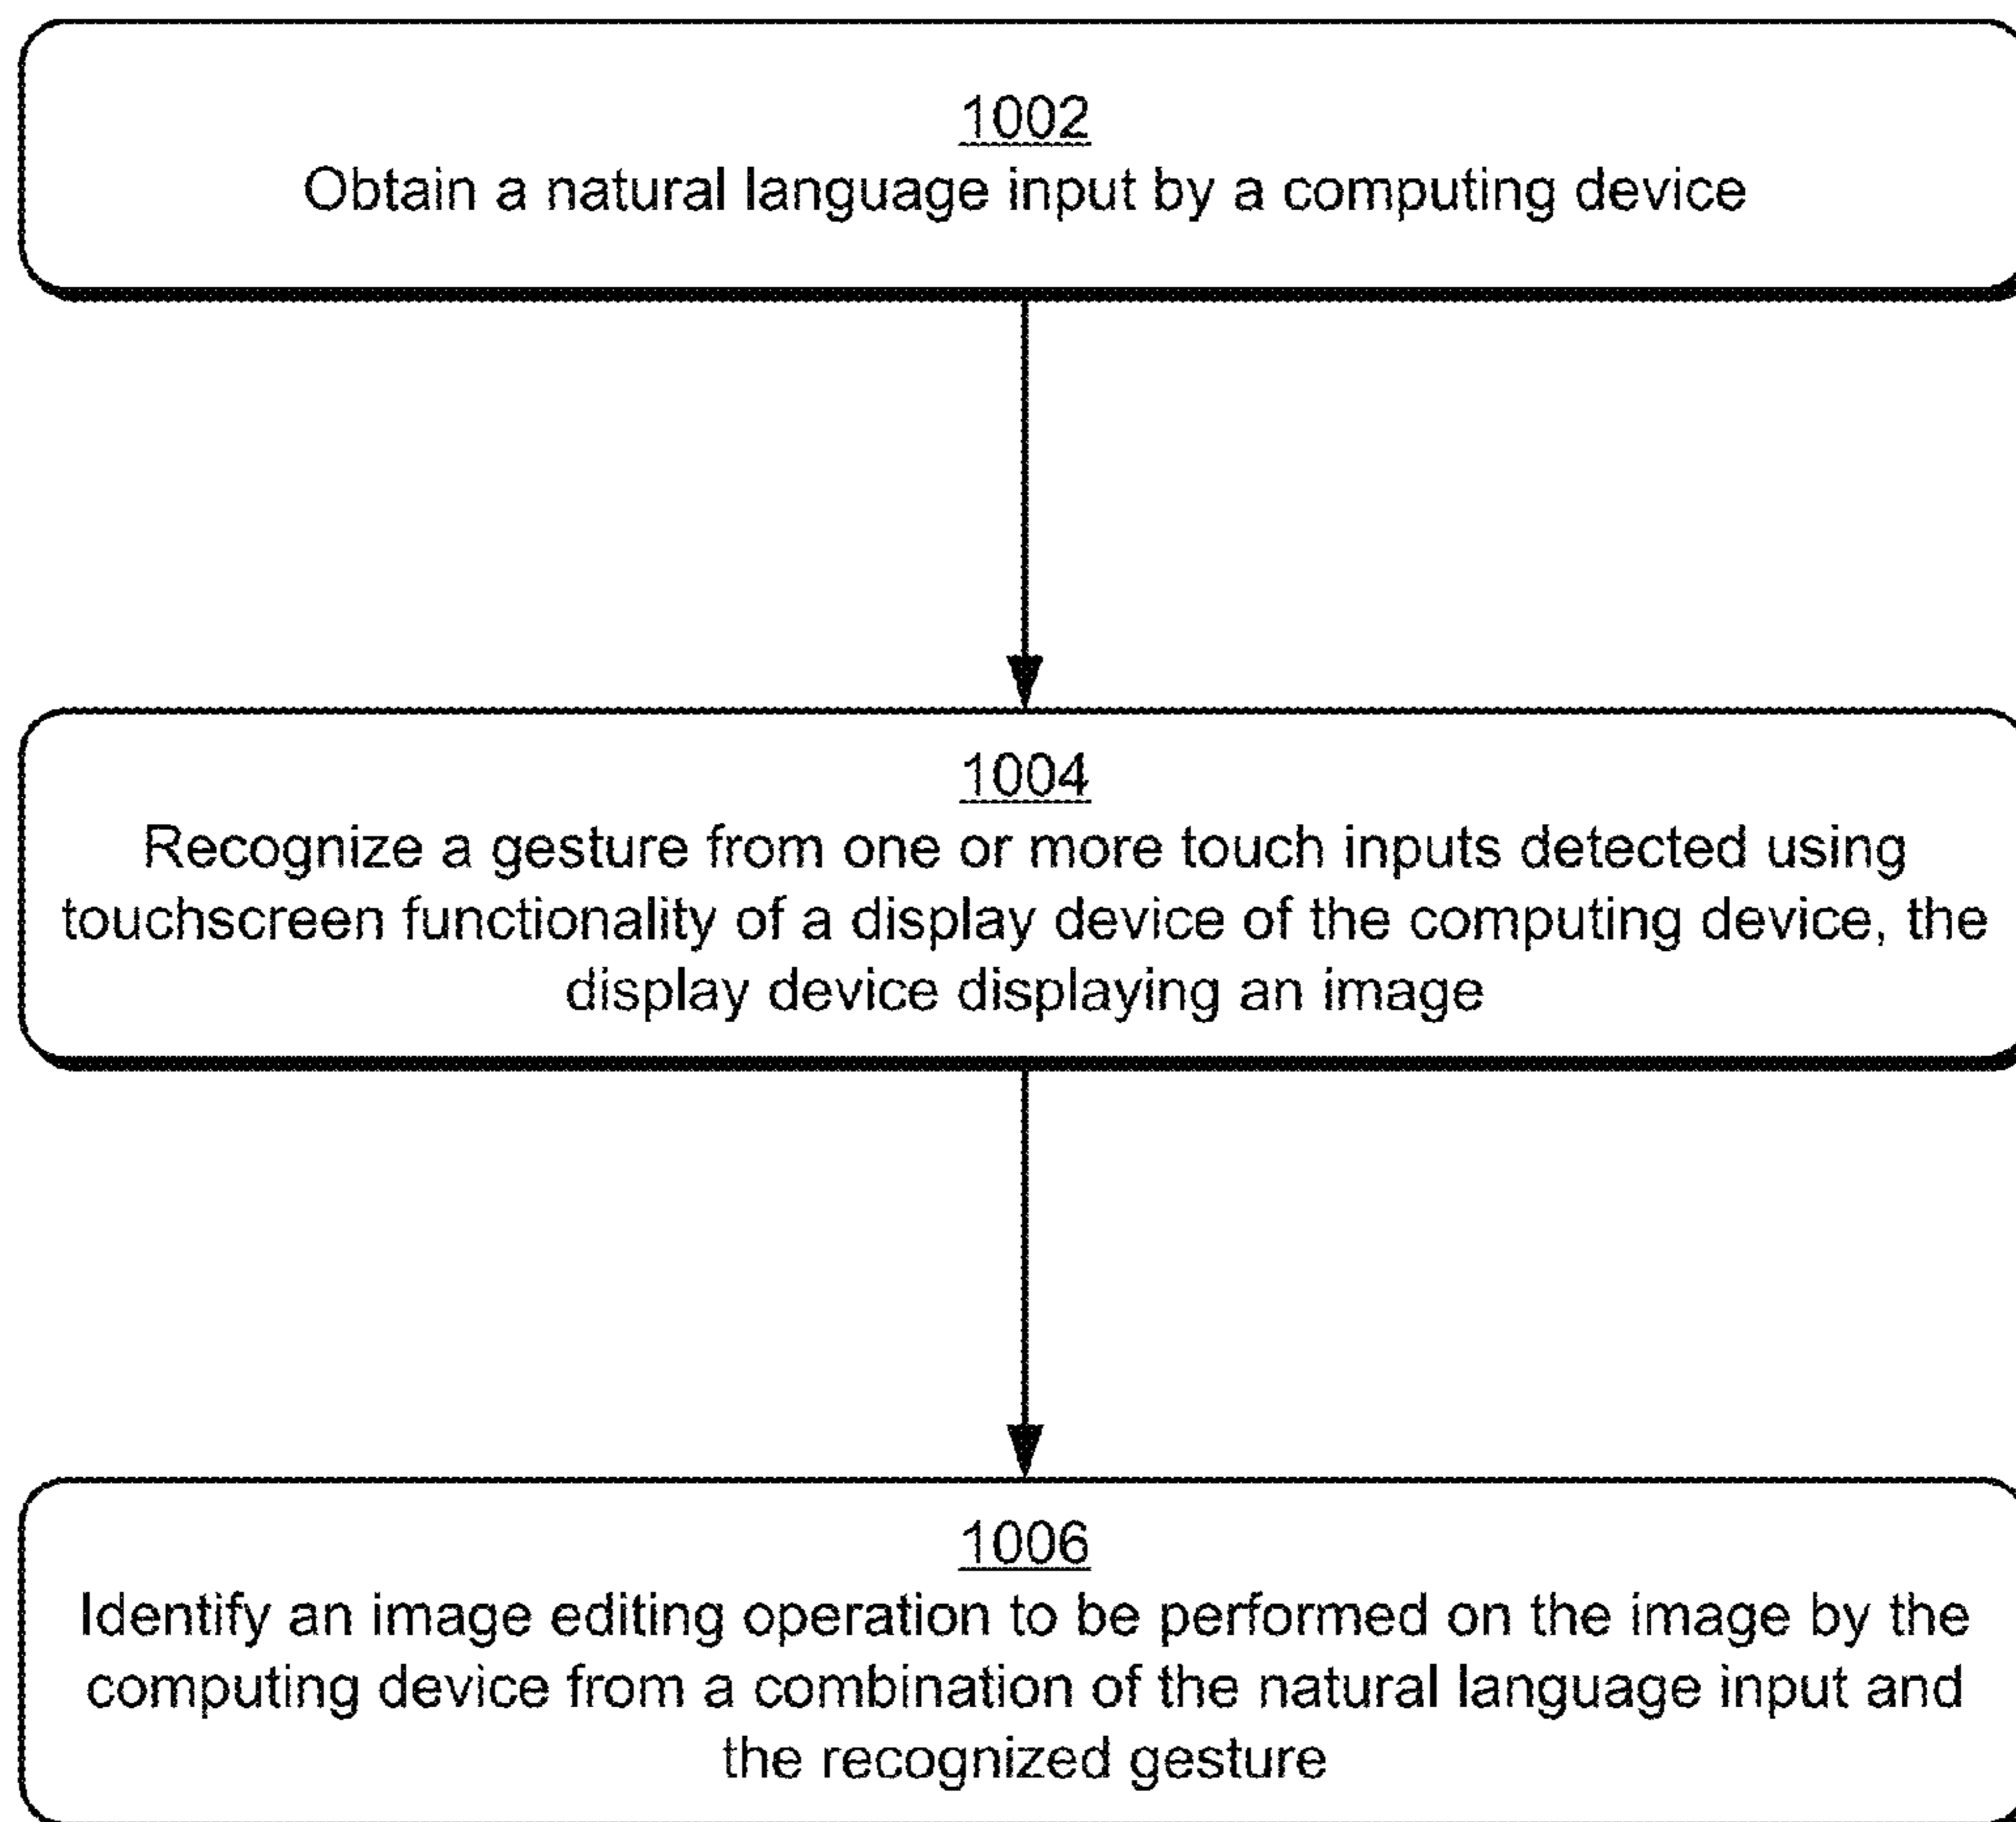 1002
Obtain a natural language input by a computing device
1004
Recognize a gesture from one or more touch inputs detected using
touchscreen functionality of a display device of the computing device, the
display device displaying an image
1006
Identify an image editing operation to be performed on the image by the
computing device from a combination of the natural language input and
the recognized gesture